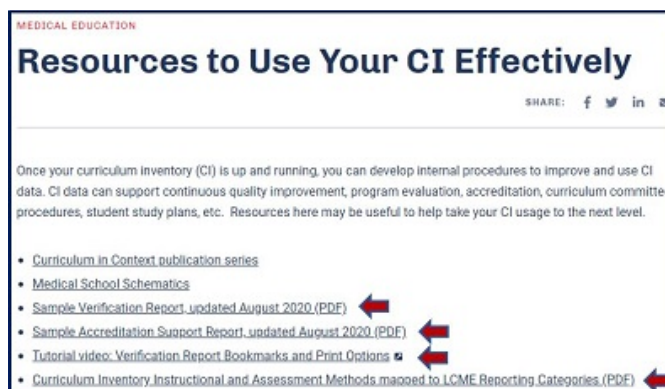 MEDICAL EDUCATION
Resources to Use Your CI Effectively
SHARE:
Once your curriculum inventory (CI) is up and running, you can develop internal procedures to improve and use CI
data. CI data can support continuous quality improvement, program evaluation, accreditation, curriculum committe
procedures, student study plans, etc. Resources here may be useful to help take your CI usage to the next level.
• Curriculum in Context publication series
• Medical School Schematics
• Sample Verification Report, updated August 2020 (PDF)
• Sample Accreditation Support Report, updated August 2020 (PDF)
• Tutorial video: Verification Report Bookmarks and Print Options
• Curriculum Inventory Instructional and Assessment Methods mapped to LCME Reporting Categories (PDF)